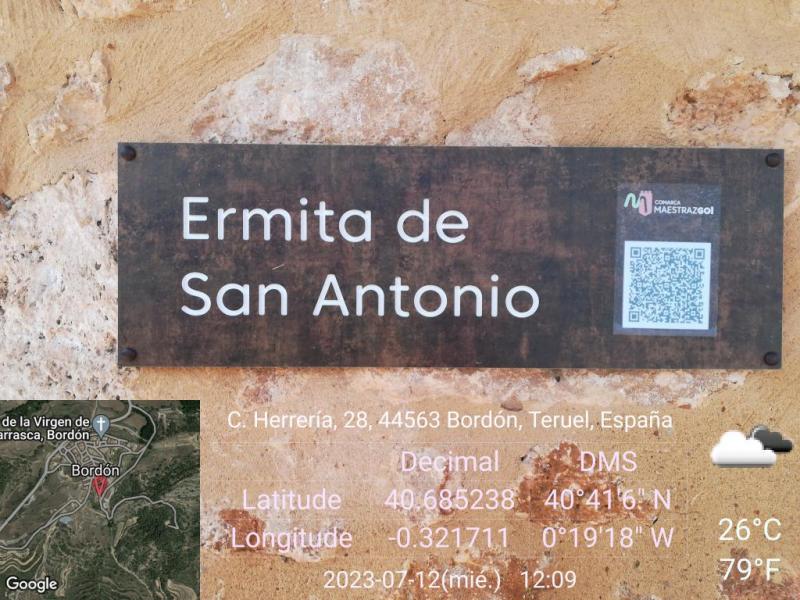 Ermita de
San Antonio
COMARCA
MAESTRAZGO!
de la Virgen de
arrasca, Bordón
Bordón
Google
C. Herrería, 28, 44563 Bordón, Teruel, España
Decimal DMS
Latitude 40.685238 40°41'6" N
Longitude -0.321711 0°19'18" W
2023-07-12(mié.) 12:09
26°C
79°F